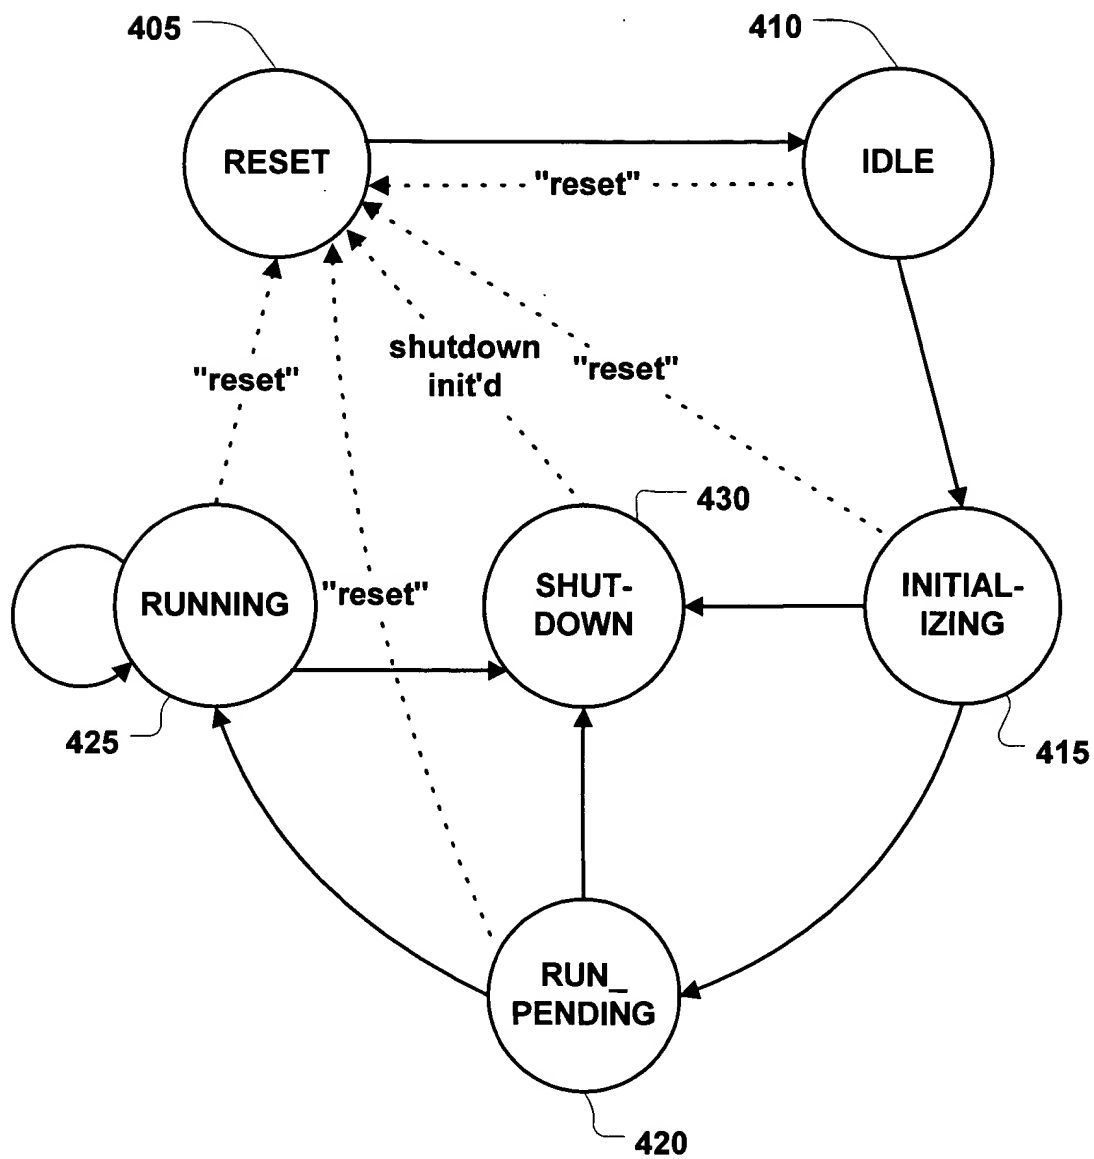 405
410
RESET
IDLE
"reset"
shutdown
init'd
"reset"
"reset"
430
RUNNING
"reset"
SHUT-
DOWN
INITIAL-
IZING
425
415
RUN_
PENDING
420